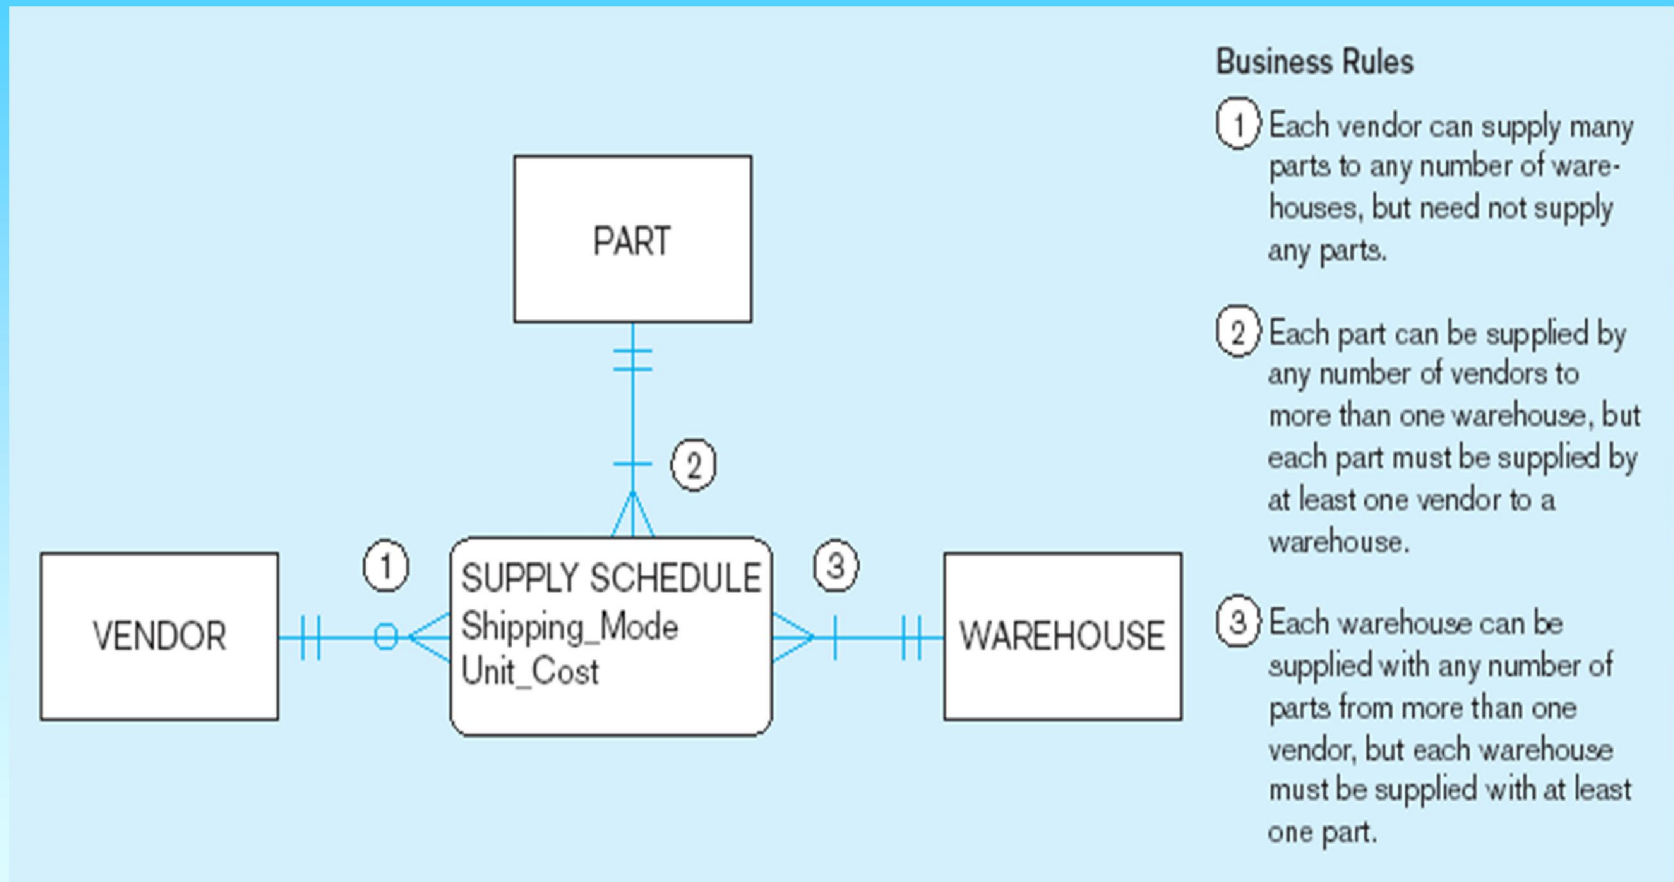 Business Rules
1 Each vendor can supply many
parts to any number of ware-
houses, but need not supply
any parts.
2 Each part can be supplied by
any number of vendors to
more than one warehouse, but
each part must be supplied by
at least one vendor to a
warehouse.
3 Each warehouse can be
supplied with any number of
parts from more than one
vendor, but each warehouse
must be supplied with at least
one part.
PART
2
1
3
VENDOR
SUPPLY SCHEDULE
Shipping_Mode
Unit_Cost
WAREHOUSE